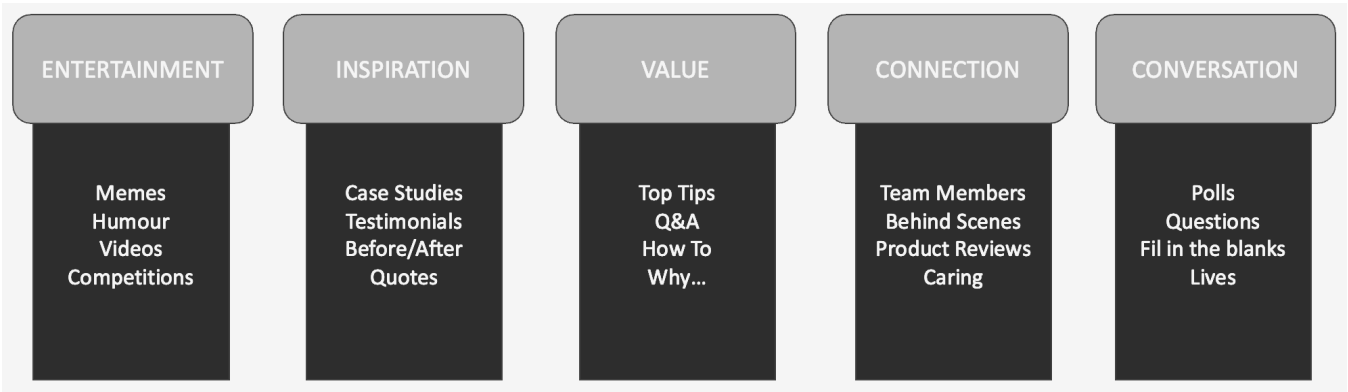 ENTERTAINMENT
Memes
Humour
Videos
Competitions
INSPIRATION
Case Studies
Testimonials
Before/After
Quotes
VALUE
Top Tips
Q&A
How To
Why...
CONNECTION
Team Members
Behind Scenes
Product Reviews
Caring
CONVERSATION
Polls
Questions
Fil in the blanks
Lives